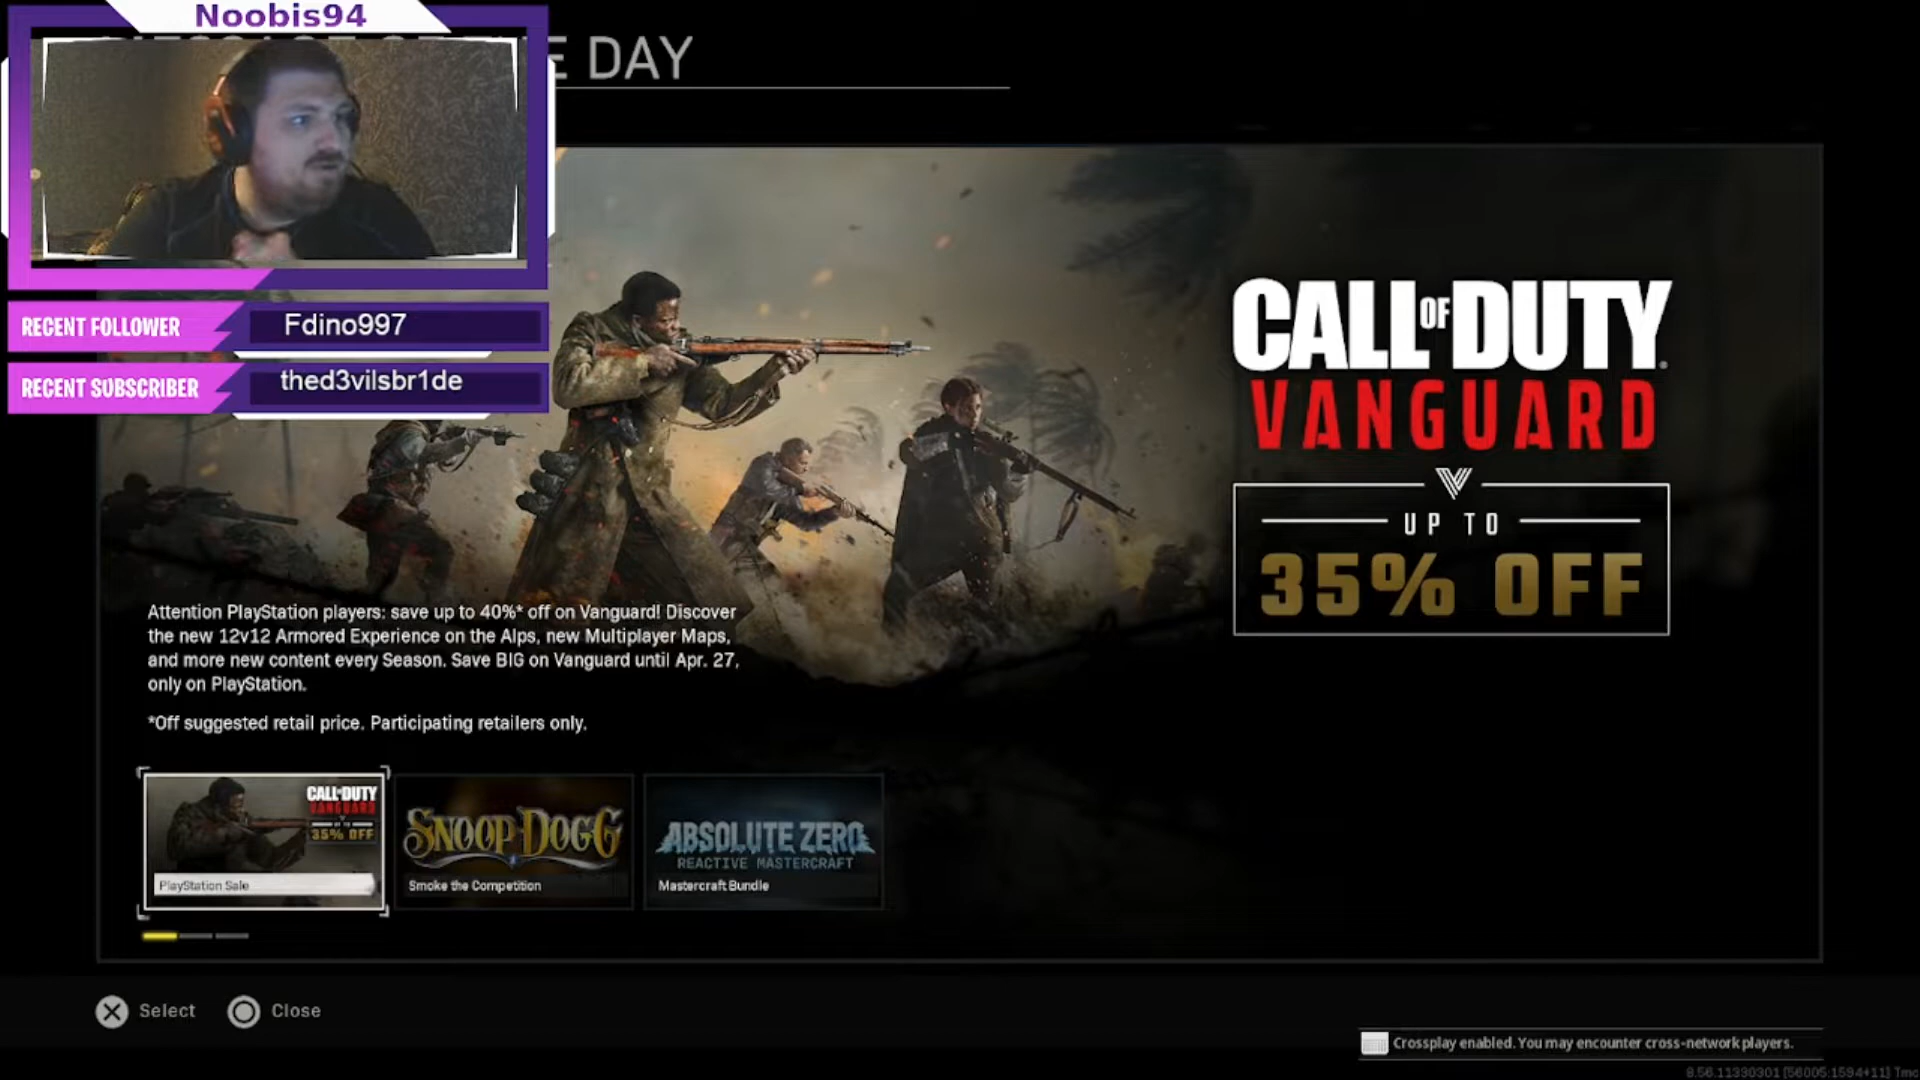 Noobis94
E DAY
RECENT FOLLOWER Fdino997
RECENT SUBSCRIBER thed3vilsbr1de
CALL OF DUTY
VANGUARD
UP TO
35% OFF
Attention PlayStation players: save up to 40%* off on Vanguard! Discover
the new 12v12 Armored Experience on the Alps, new Multiplayer Maps,
and more new content every Season. Save BIG on Vanguard until Apr. 27,
only on PlayStation.
*Off suggested retail price. Participating retailers only.
CALL OF DUTY
VANGUARD
UP TO
35% OFF
PlayStation Sale
SNOOP DOGG
Smoke the Competition
ABSOLUTE ZERO
REACTIVE MASTERCRAFT
Mastercraft Bundle
Select Close
Crossplay enabled. You may encounter cross-network players.